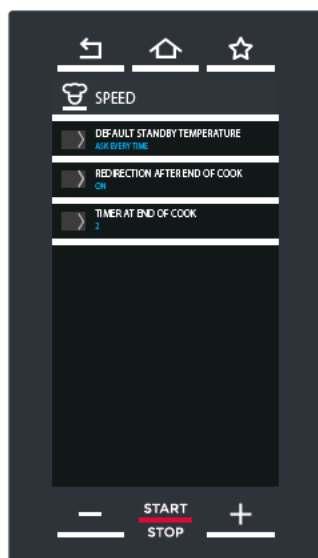 SPEED
DEFAULT STANDBY TEMPERATURE
ASK EVERY TIME
REDIRECTION AFTER END OF COOK
ON
TIMER AT END OF COOK
2
START
STOP